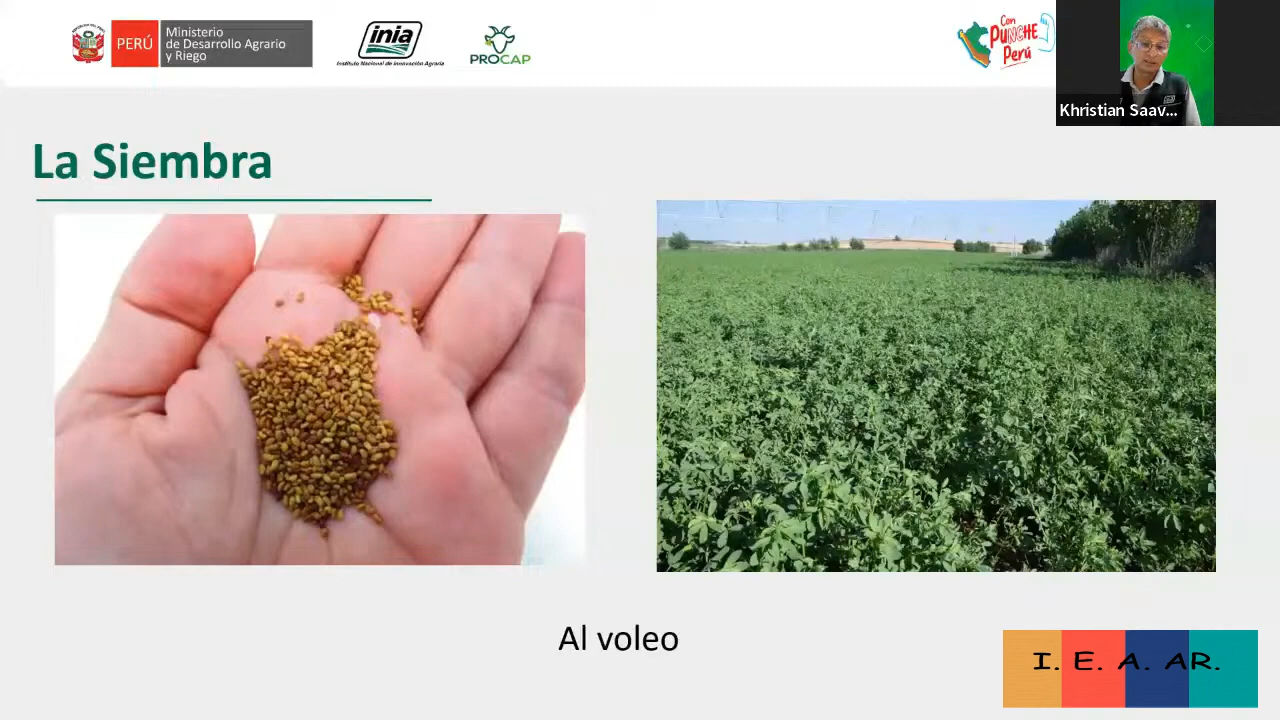 PERÚ
Ministerio
de Desarrollo Agrario
y Riego
inia
Instituto Nacional de Innovación Agraria
PROCAP
Con
PUNCHE
Perú
Khristian Saav...
La Siembra
Al voleo
I. E. A. AR.